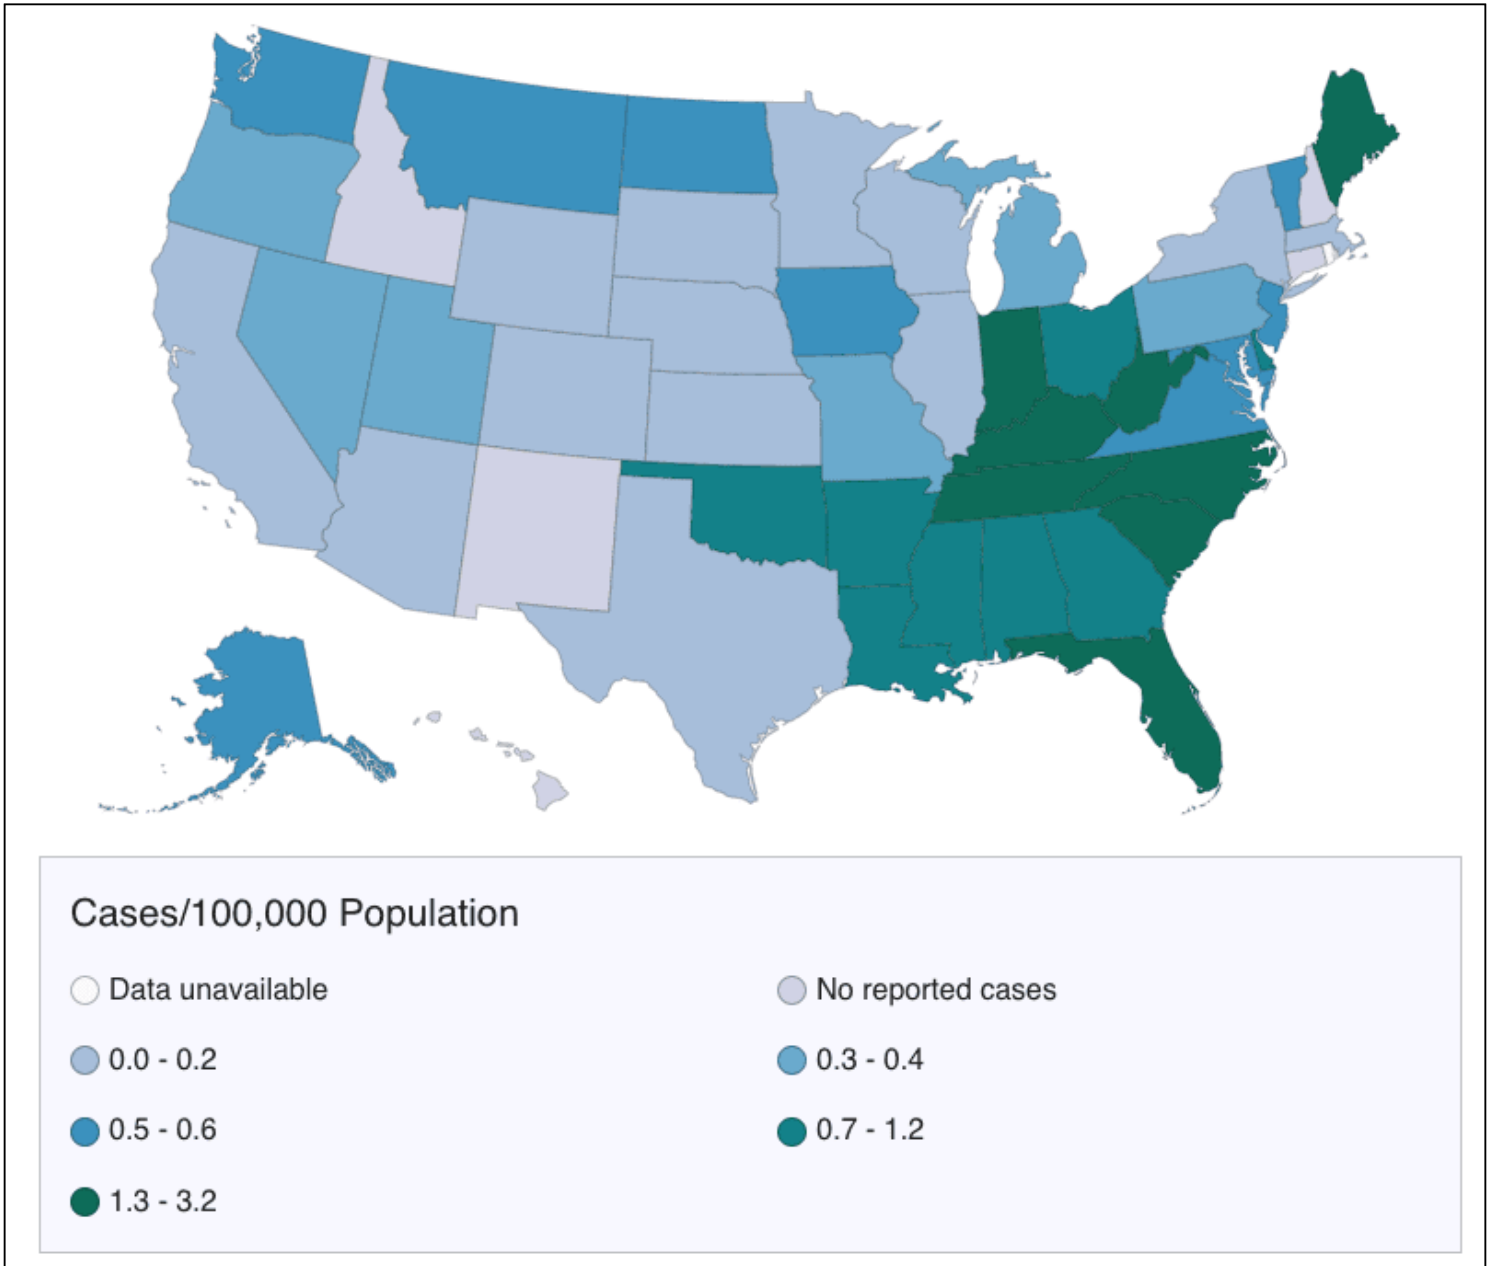 Cases/100,000 Population
Data unavailable
No reported cases
0.0 - 0.2
0.3 - 0.4
0.5 - 0.6
0.7 - 1.2
1.3 - 3.2